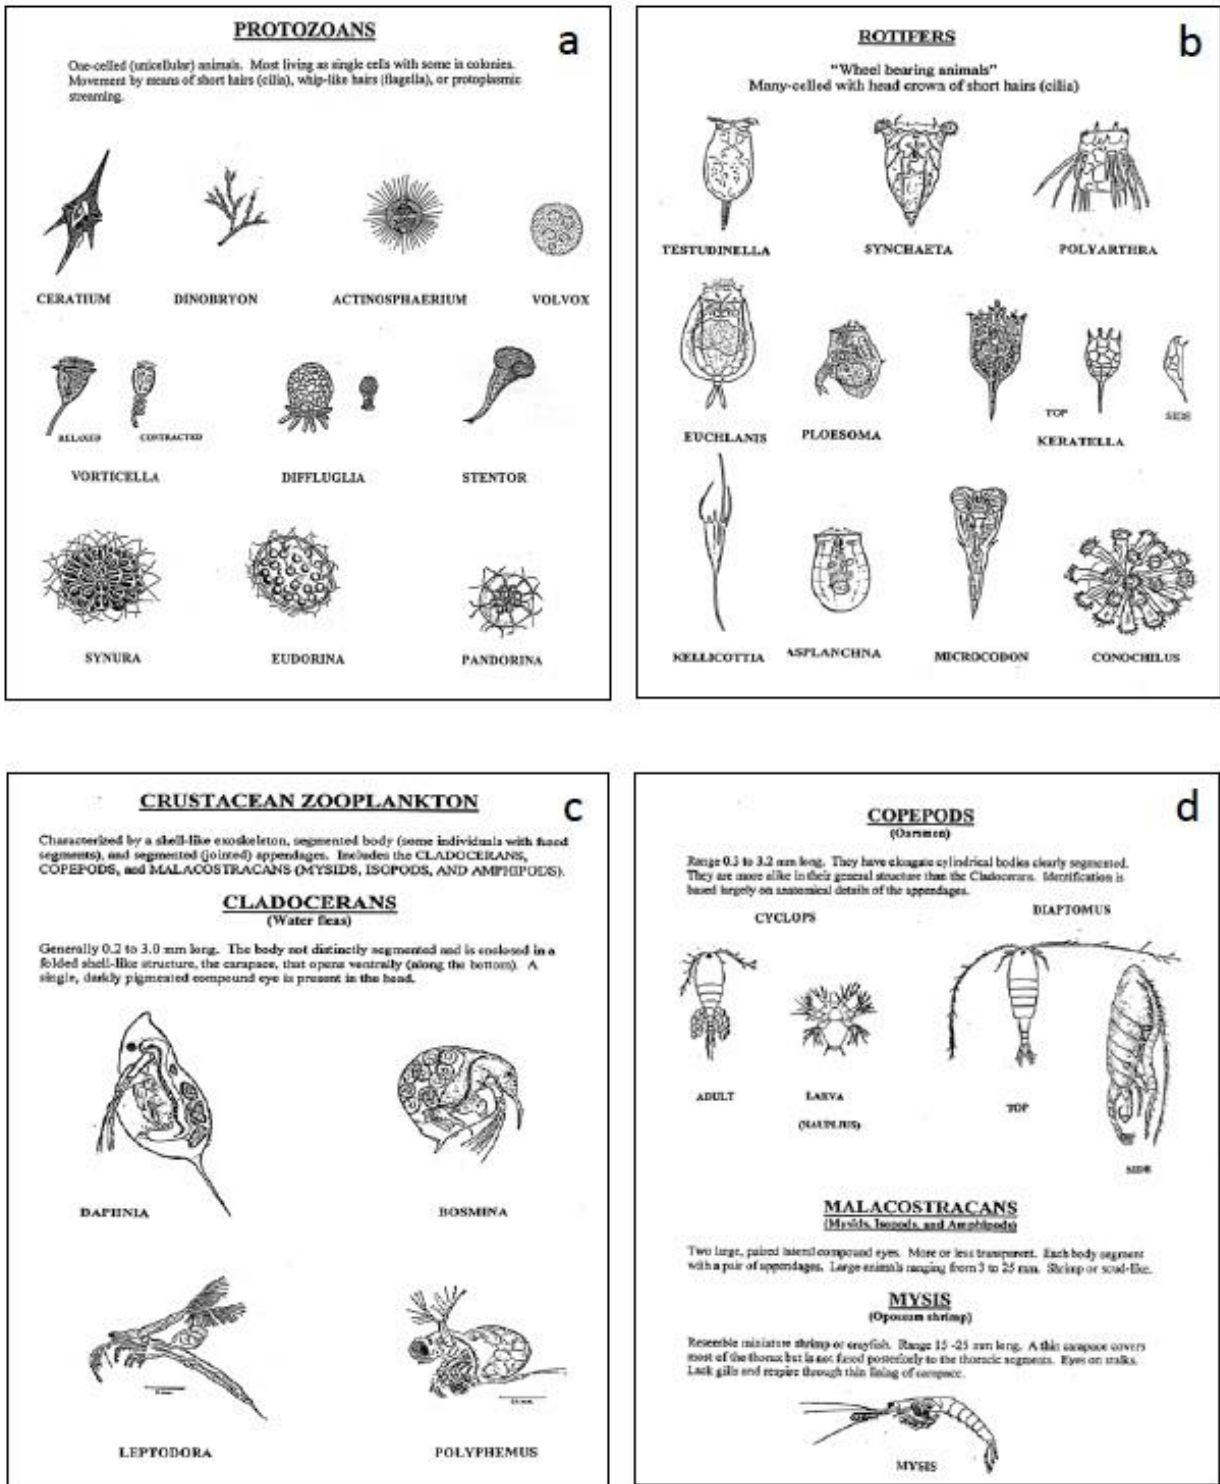 PROTOZOANS
a
One-celled (unicellular) animals. Most living as single cells with some in colonies.
Movement by means of short hairs (cilia), whip-like hairs (flagella), or protoplasmic
streaming.
CERATIUM DINOBRYON ACTINOSPHAERIUM VOLVOX
RELAXED CONTRACTED
VORTICELLA DIFFLUGLIA STENTOR
SYNURA EUDORINA PANDORINA
ROTIFERS
b
"Wheel bearing animals"
Many-celled with head crown of short hairs (cilia)
TESTUDINELLA SYNCHAETA POLYARTHRA
TOP SIDE
EUCHLANIS PLOESOMA KERATELLA
KELLICOTTIA ASPLANCHNA MICROCODON CONOCHILUS
CRUSTACEAN ZOOPLANKTON
c
Characterized by a shell-like exoskeleton, segmented body (some individuals with fused
segments), and segmented (jointed) appendages. Includes the CLADOCERANS,
COPEPODS, and MALACOSTRACANS (MYSIDS, ISOPODS, AND AMPHIPODS).
CLADOCERANS
(Water fleas)
Generally 0.2 to 3.0 mm long. The body not distinctly segmented and is enclosed in a
folded shell-like structure, the carapace, that opens ventrally (along the bottom). A
single, darkly pigmented compound eye is present in the head.
DAPHNIA BOSMINA
LEPTODORA POLYPHEMUS
COPEPODS
d
(Oarsmen)
Range 0.3 to 3.2 mm long. They have elongate cylindrical bodies clearly segmented.
They are more alike in their general structure than the Cladocerans. Identification is
based largely on anatomical details of the appendages.
CYCLOPS DIAPTOMUS
ADULT LARVA TOP
(NAUPLIUS)
SIDE
MALACOSTRACANS
(Mysids, Isopods, and Amphipods)
Two large, paired lateral compound eyes. More or less transparent. Each body segment
with a pair of appendages. Large animals ranging from 3 to 25 mm. Shrimp or scud-like.
MYSIS
(Opossum shrimp)
Resemble miniature shrimp or crayfish. Range 15 -25 mm long. A thin carapace covers
most of the thorax but is not fused posteriorly to the thoracic segments. Eyes on stalks.
Lack gills and respire through thin lining of carapace.
MYSIS